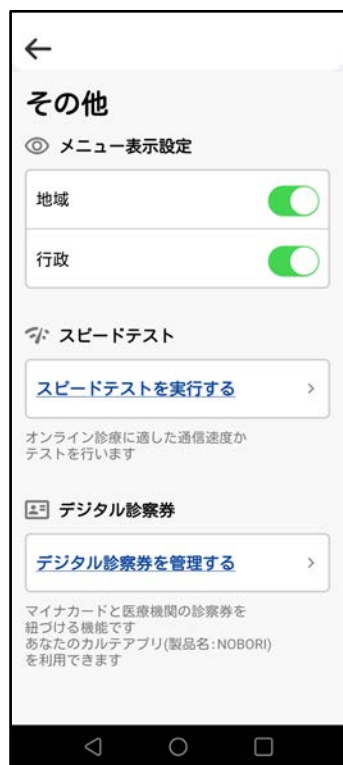 その他
メニュー表示設定
地域
行政
スピードテスト
スピードテストを実行する
オンライン診療に適した通信速度か
テストを行います
デジタル診察券
デジタル診察券を管理する
マイナカードと医療機関の診察券を
紐づける機能です
あなたのカルテアプリ(製品名:NOBORI)
を利用できます